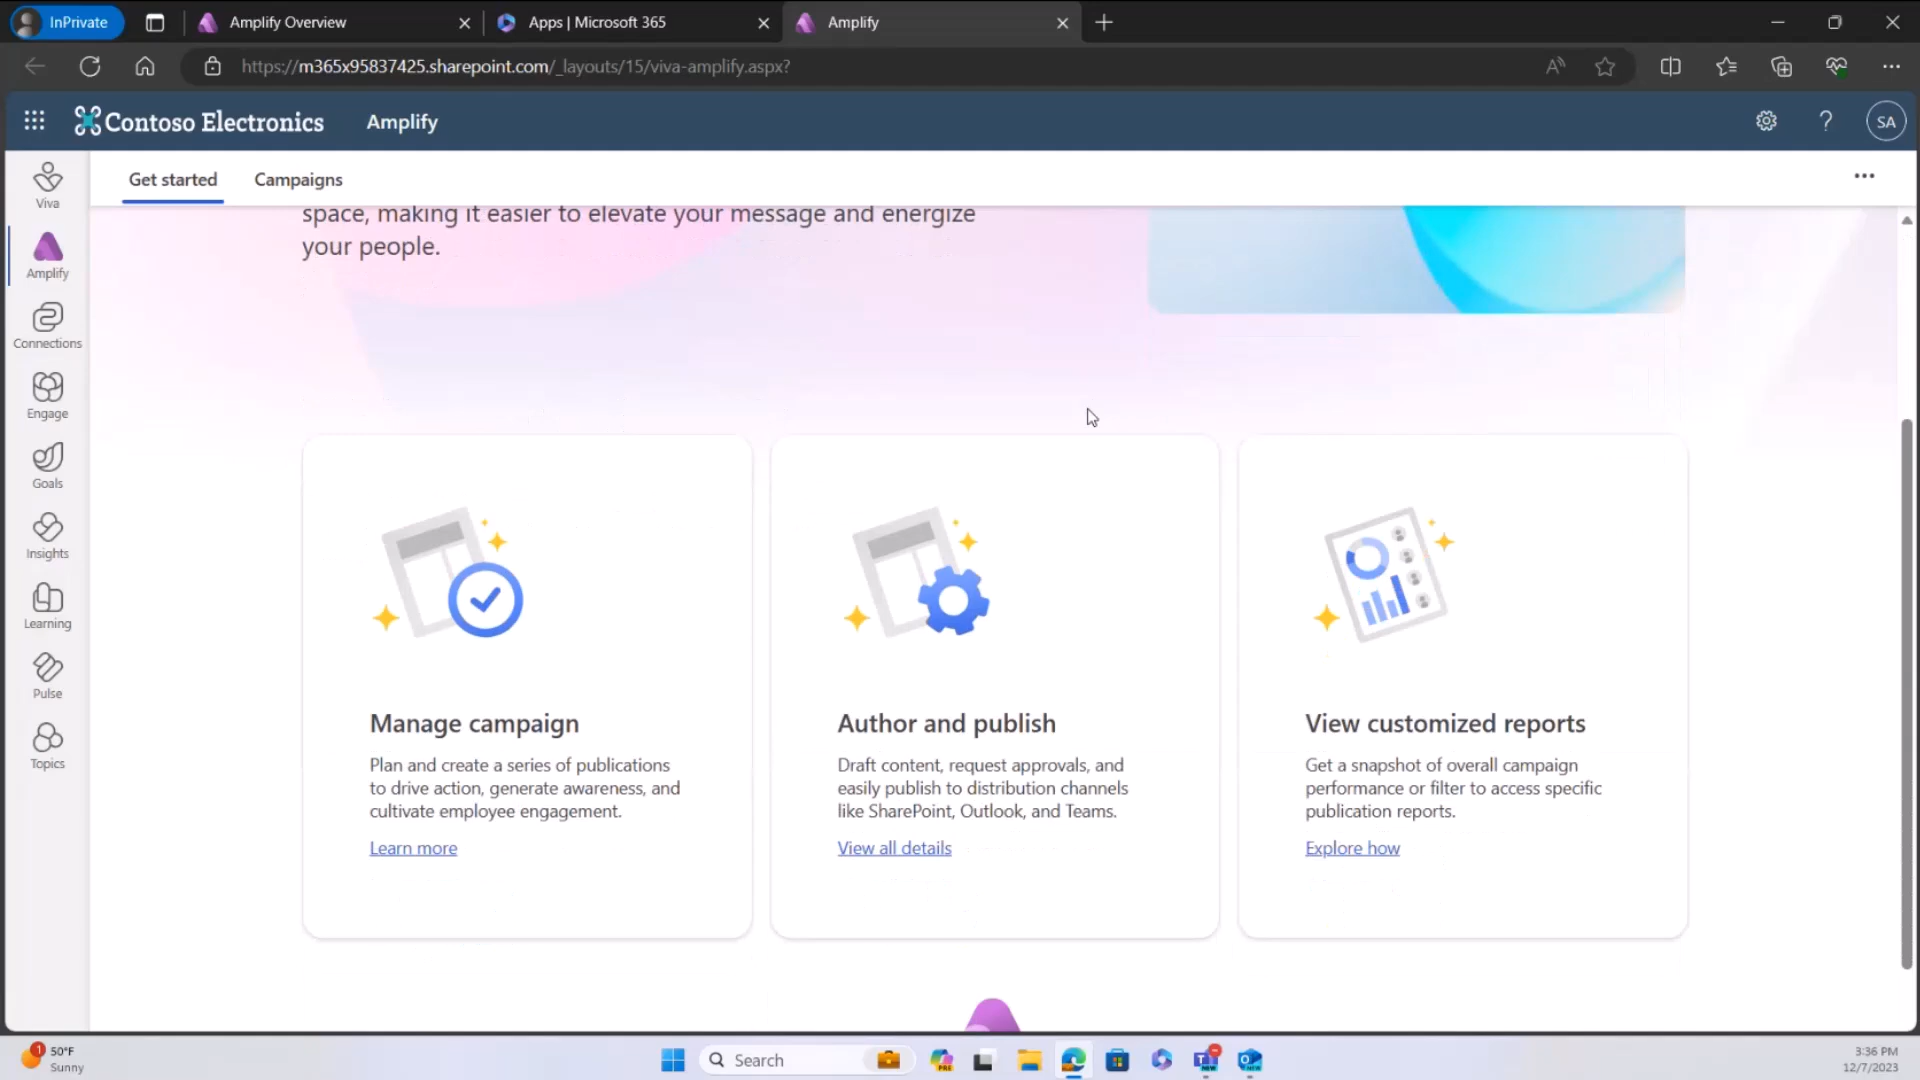 InPrivate
Amplify Overview
Apps | Microsoft 365
Amplify
https://m365x95837425.sharepoint.com/_layouts/15/viva-amplify.aspx?
Contoso Electronics
Amplify
SA
Get started
Campaigns
Viva
Amplify
Connections
Engage
Goals
Insights
Learning
Pulse
Topics
space, making it easier to elevate your message and energize
your people.
Manage campaign
Plan and create a series of publications
to drive action, generate awareness, and
cultivate employee engagement.
Learn more
Author and publish
Draft content, request approvals, and
easily publish to distribution channels
like SharePoint, Outlook, and Teams.
View all details
View customized reports
Get a snapshot of overall campaign
performance or filter to access specific
publication reports.
Explore how
1
50°F
Sunny
Search
PRE
NEW
NEW
3:36 PM
12/7/2023